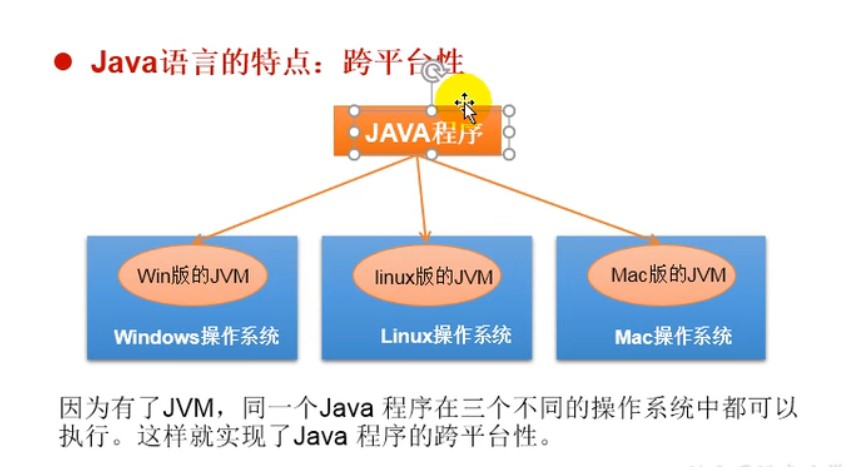 Java语言的特点：跨平台性
JAVA程序
Win版的JVM
linux版的JVM
Mac版的JVM
Windows操作系统
Linux操作系统
Mac操作系统
因为有了JVM，同一个Java 程序在三个不同的操作系统中都可以
执行。这样就实现了Java 程序的跨平台性。